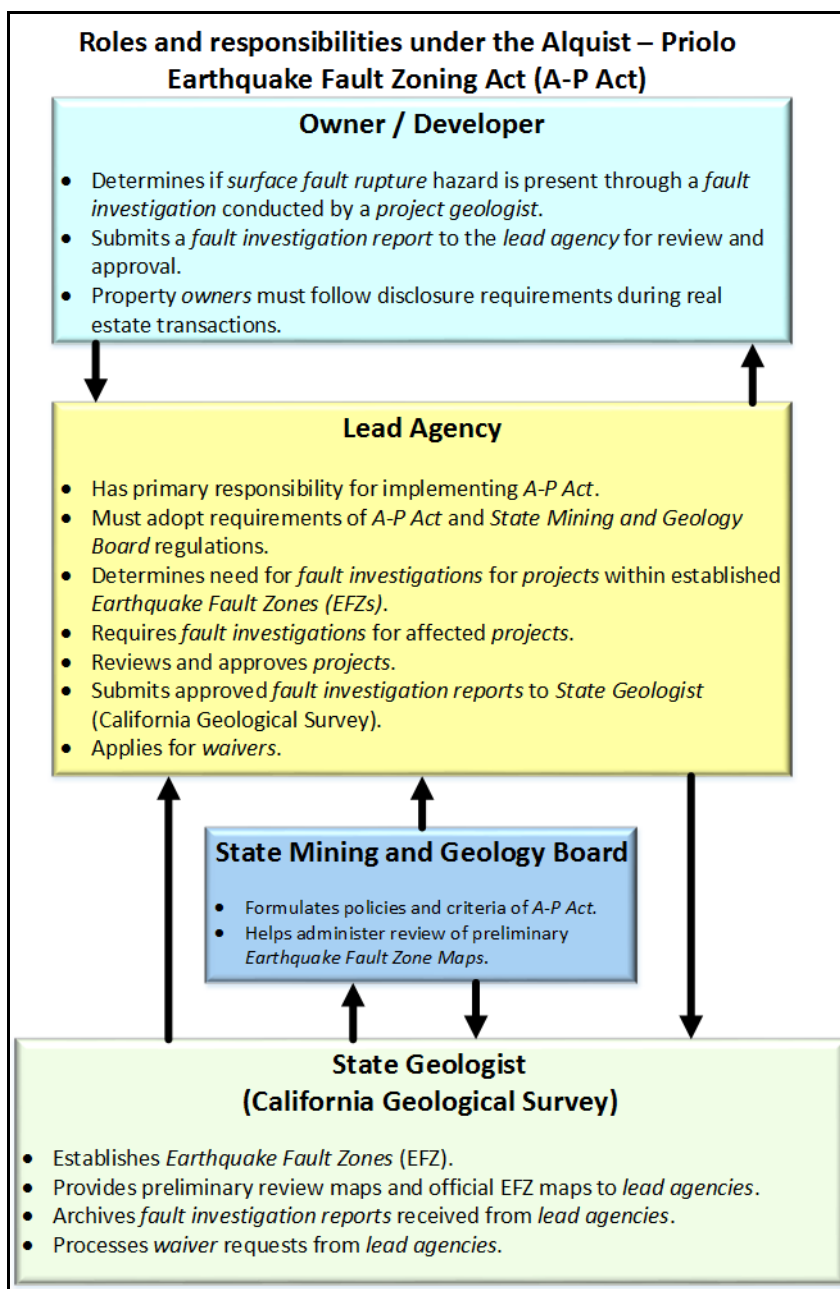 Roles and responsibilities under the Alquist – Priolo
Earthquake Fault Zoning Act (A-P Act)
Owner / Developer
• Determines if surface fault rupture hazard is present through a fault
investigation conducted by a project geologist.
• Submits a fault investigation report to the lead agency for review and
approval.
• Property owners must follow disclosure requirements during real
estate transactions.
Lead Agency
• Has primary responsibility for implementing A-P Act.
• Must adopt requirements of A-P Act and State Mining and Geology
Board regulations.
• Determines need for fault investigations for projects within established
Earthquake Fault Zones (EFZs).
• Requires fault investigations for affected projects.
• Reviews and approves projects.
• Submits approved fault investigation reports to State Geologist
(California Geological Survey).
• Applies for waivers.
State Mining and Geology Board
• Formulates policies and criteria of A-P Act.
• Helps administer review of preliminary
Earthquake Fault Zone Maps.
State Geologist
(California Geological Survey)
• Establishes Earthquake Fault Zones (EFZ).
• Provides preliminary review maps and official EFZ maps to lead agencies.
• Archives fault investigation reports received from lead agencies.
• Processes waiver requests from lead agencies.